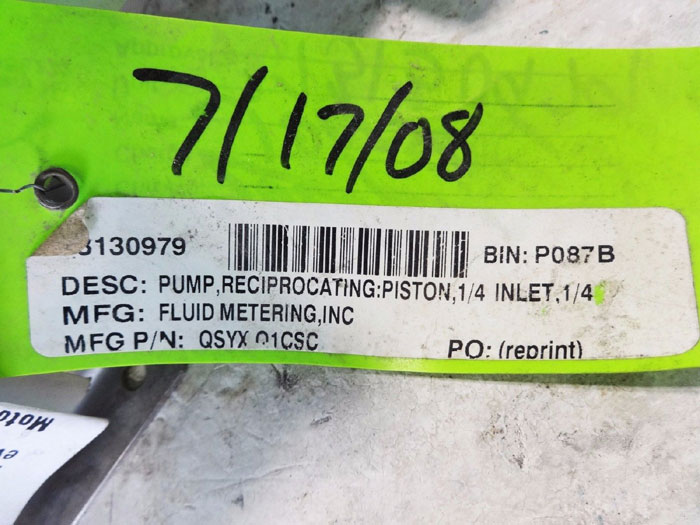 7/17/08
3130979 BIN: P087B
DESC: PUMP,RECIPROCATING:PISTON,1/4 INLET,1/4
MFG: FLUID METERING,INC
MFG P/N: QSYX Q1CSC PO: (reprint)
Moto